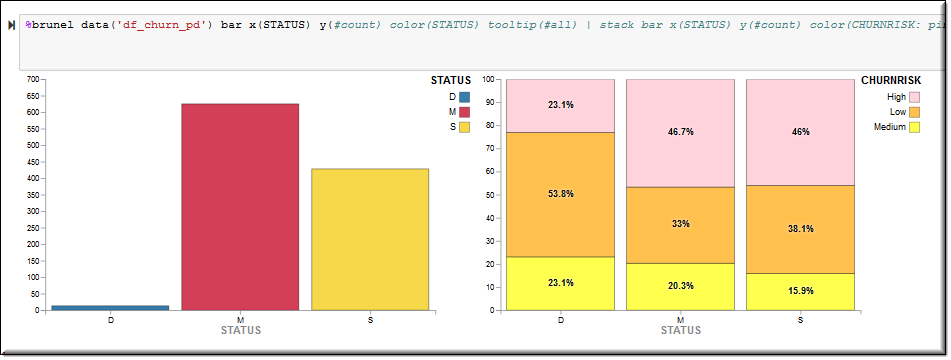 %brunel data('df_churn_pd') bar x(STATUS) y(#count) color(STATUS) tooltip(#all) | stack bar x(STATUS) y(#count) color(CHURNRISK: pin
700
650
600
550
500
450
400
350
300
250
200
150
100
50
0
D
M
S
STATUS
STATUS
D
M
S
100
90
80
70
60
50
40
30
20
10
0
23.1%
53.8%
23.1%
46.7%
33%
20.3%
46%
38.1%
15.9%
D
M
S
STATUS
CHURNRISK
High
Low
Medium